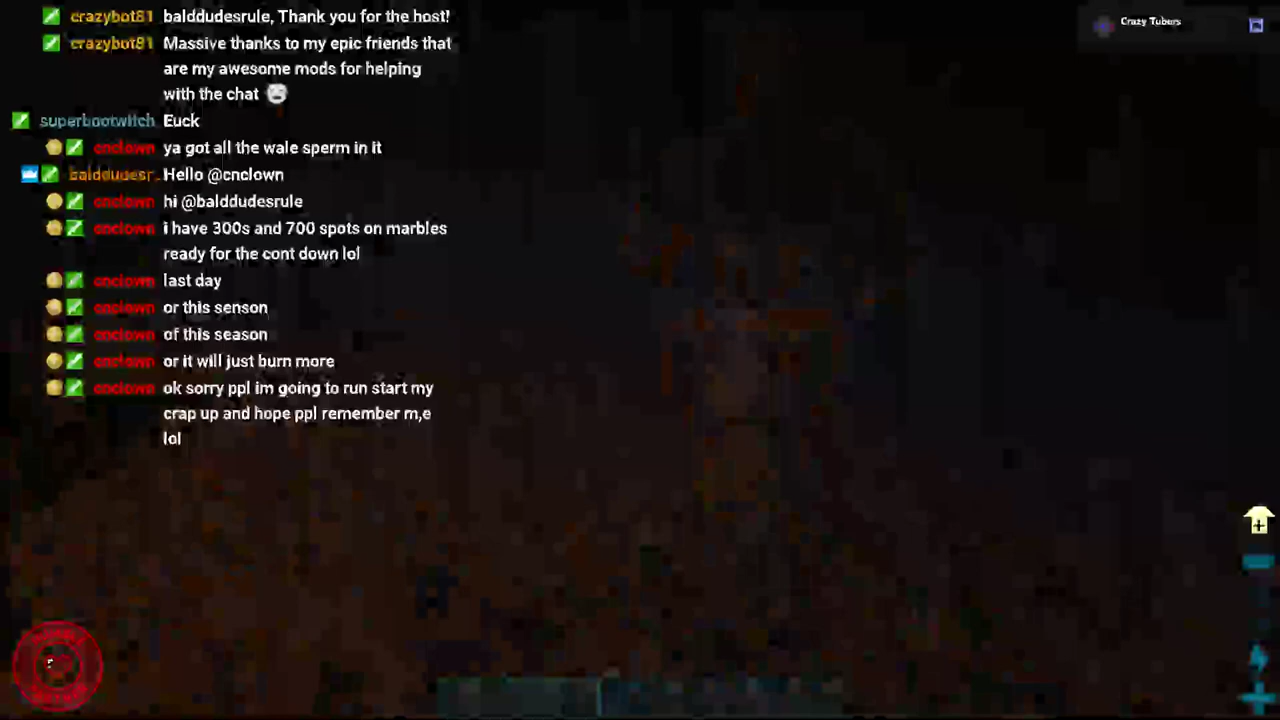 crazybot81 balddudesrule, Thank you for the host!
crazybot81 Massive thanks to my epic friends that
are my awesome mods for helping
with the chat
superbootwitch Euck
cnclown ya got all the wale sperm in it
balddudesr.. Hello @cnclown
cnclown hi @balddudesrule
cnclown i have 300s and 700 spots on marbles
ready for the cont down lol
cnclown last day
cnclown or this senson
cnclown of this season
cnclown or it will just burn more
cnclown ok sorry ppl im going to run start my
crap up and hope ppl remember m,e
lol
Crazy Tubers